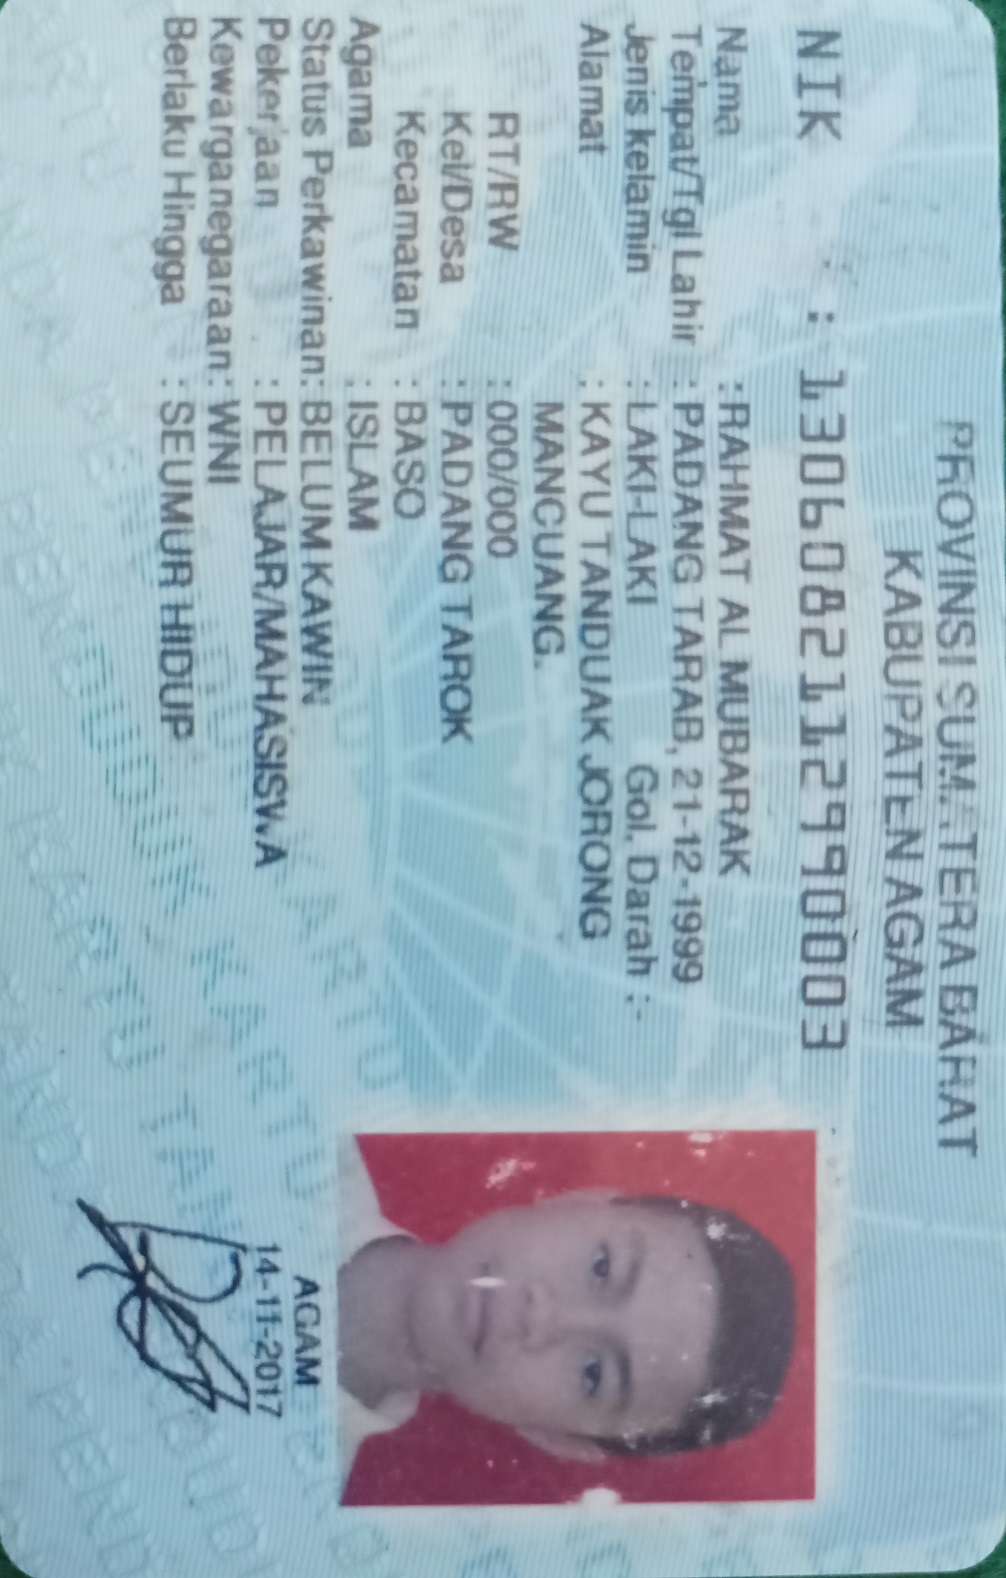 PROVINSI SUMATERA BARAT
KABUPATEN AGAM
NIK : 1306082112990003
Nama : RAHMAT AL MUBARAK
Tempat/Tgl Lahir : PADANG TARAB, 21-12-1999
Jenis kelamin : LAKI-LAKI Gol. Darah : -
Alamat : KAYU TANDUAK JORONG
MANCUANG.
RT/RW : 000/000
Kel/Desa : PADANG TAROK
Kecamatan : BASO
Agama : ISLAM
Status Perkawinan: BELUM KAWIN
Pekerjaan : PELAJAR/MAHASISWA
Kewarganegaraan: WNI
Berlaku Hingga : SEUMUR HIDUP
AGAM
14-11-2017